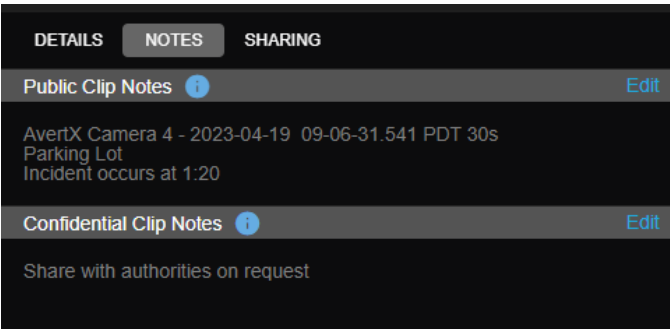 DETAILS NOTES SHARING
Public Clip Notes i Edit
AvertX Camera 4 - 2023-04-19 09-06-31.541 PDT 30s
Parking Lot
Incident occurs at 1:20
Confidential Clip Notes i Edit
Share with authorities on request